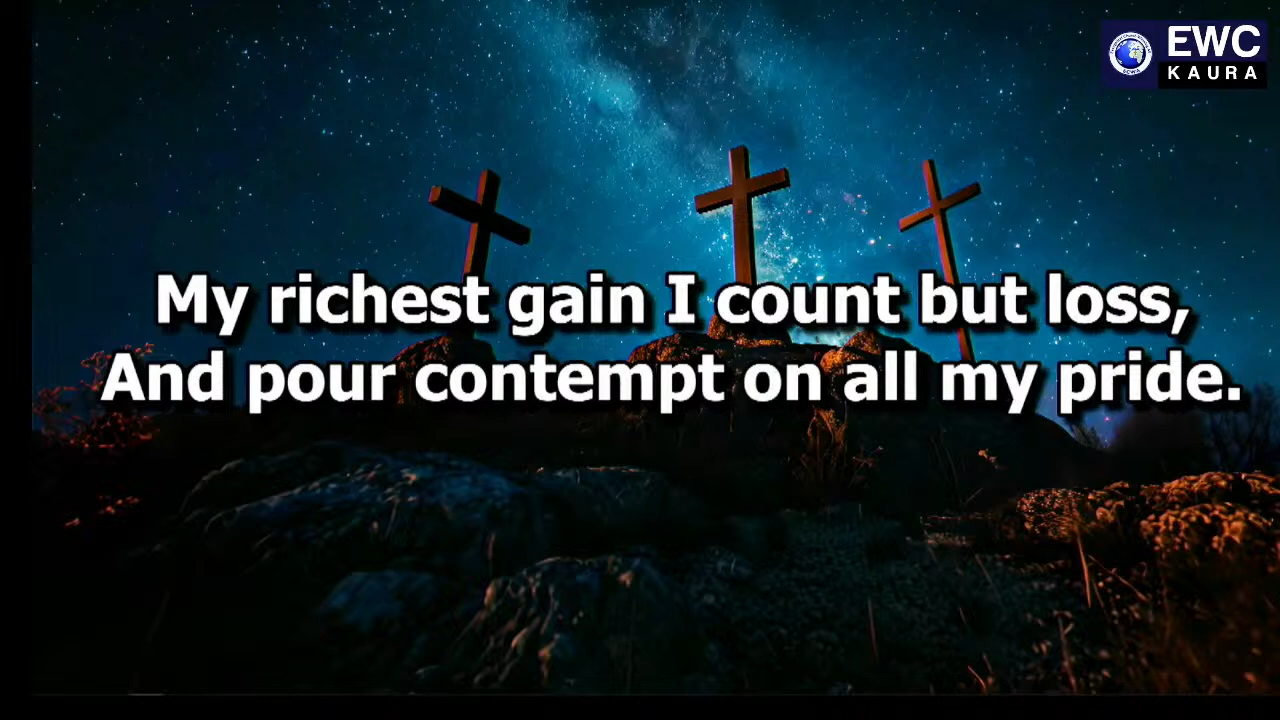 EWC
KAURA
My richest gain I count but loss,
And pour contempt on all my pride.